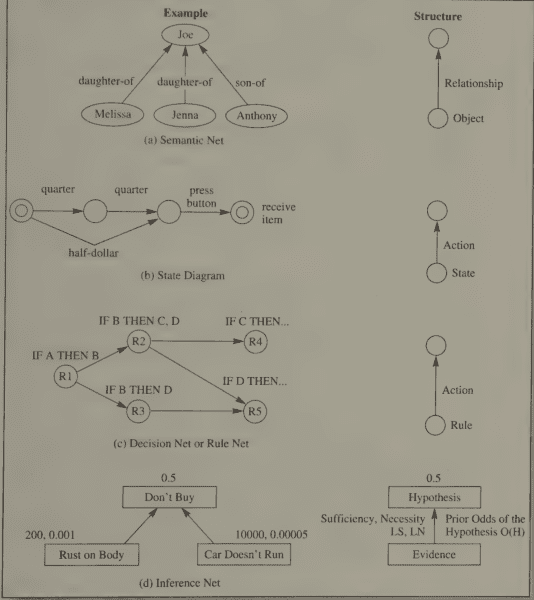 Example
Structure
Joe
daughter-of
daughter-of
son-of
Relationship
Melissa
Jenna
Anthony
Object
(a) Semantic Net
quarter
quarter
press
button
receive
item
half-dollar
Action
State
(b) State Diagram
IF B THEN C, D
IF C THEN...
R2
R4
IF A THEN B
R1
IF B THEN D
IF D THEN...
R3
R5
Action
Rule
(c) Decision Net or Rule Net
0.5
Don't Buy
200, 0.001
10000, 0.00005
Rust on Body
Car Doesn't Run
0.5
Hypothesis
Sufficiency, Necessity
LS, LN
Prior Odds of the
Hypothesis O(H)
Evidence
(d) Inference Net